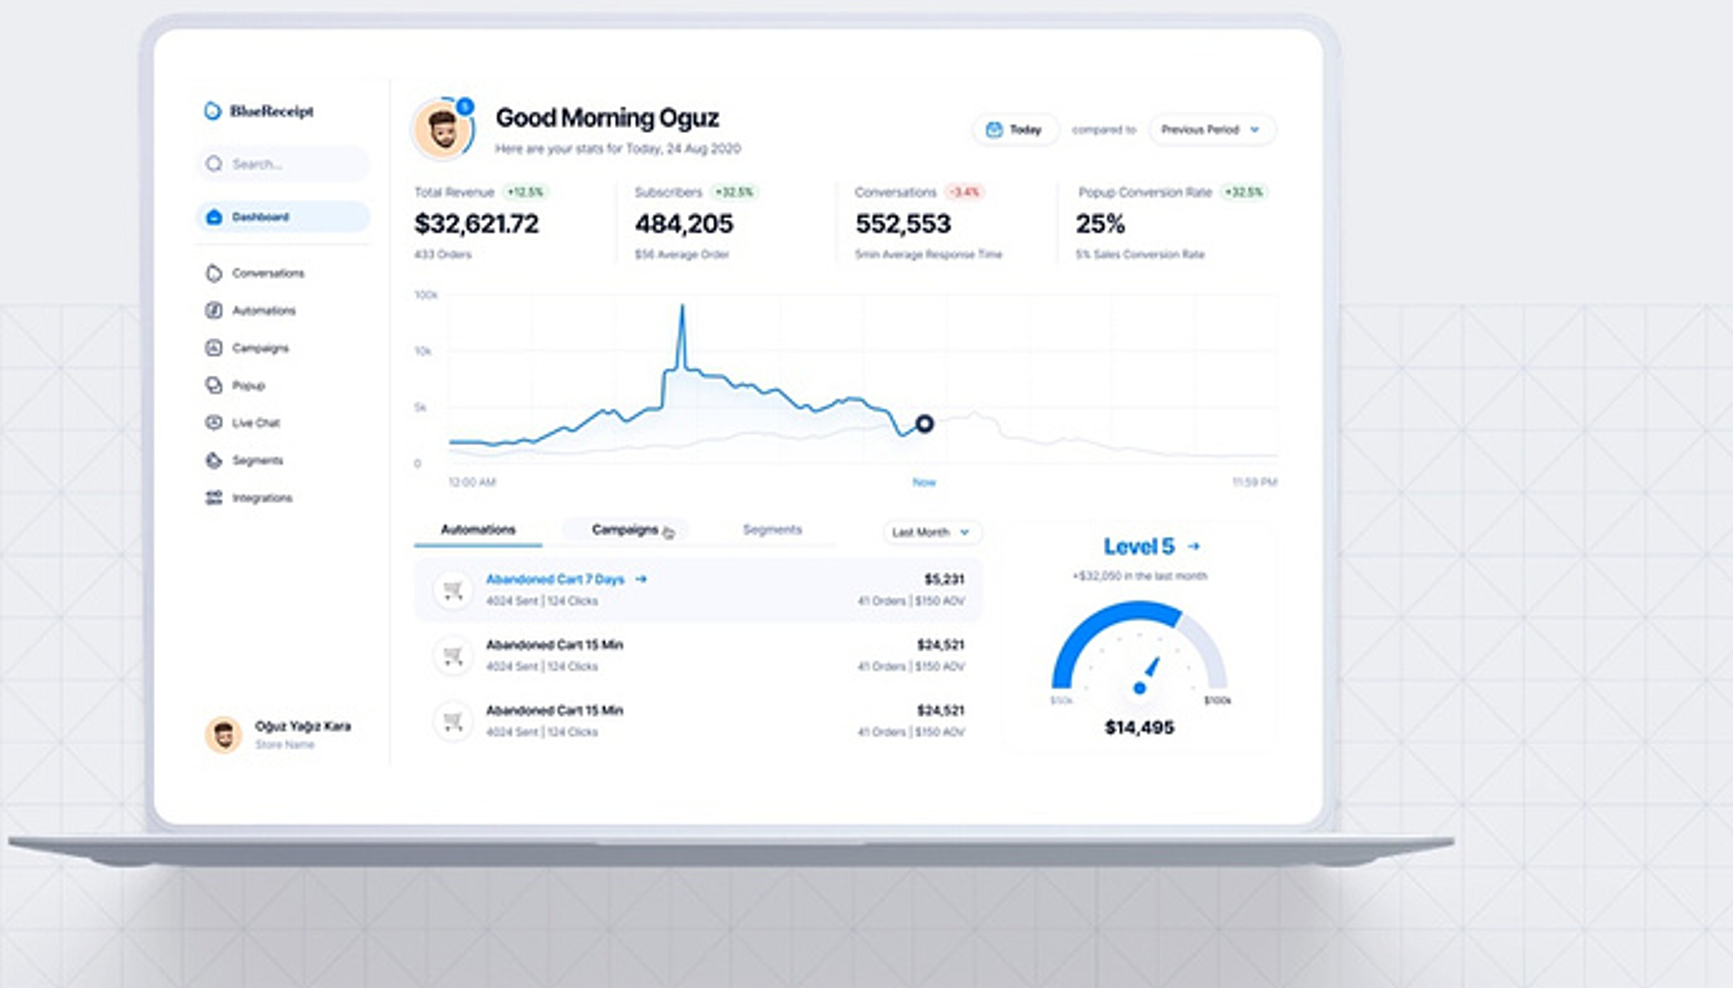 BlueReceipt
Search...
Dashboard
Conversations
Automations
Campaigns
Popup
Live Chat
Segments
Integrations
Oğuz Yağız Kara
Store Name
5
Good Morning Oguz
Here are your stats for Today, 24 Aug 2020
Today compared to Previous Period
Total Revenue +12.5%
$32,621.72
433 Orders
Subscribers +32.5%
484,205
$56 Average Order
Conversations -3.4%
552,553
5min Average Response Time
Popup Conversion Rate +32.5%
25%
5% Sales Conversion Rate
100k
10k
5k
0
12:00 AM Now 11:59 PM
Automations Campaigns Segments Last Month
Abandoned Cart 7 Days $5,231
4024 Sent | 124 Clicks 41 Orders | $150 AOV
Abandoned Cart 15 Min $24,521
4024 Sent | 124 Clicks 41 Orders | $150 AOV
Abandoned Cart 15 Min $24,521
4024 Sent | 124 Clicks 41 Orders | $150 AOV
Level 5
+$32,050 in the last month
$50k $100k
$14,495